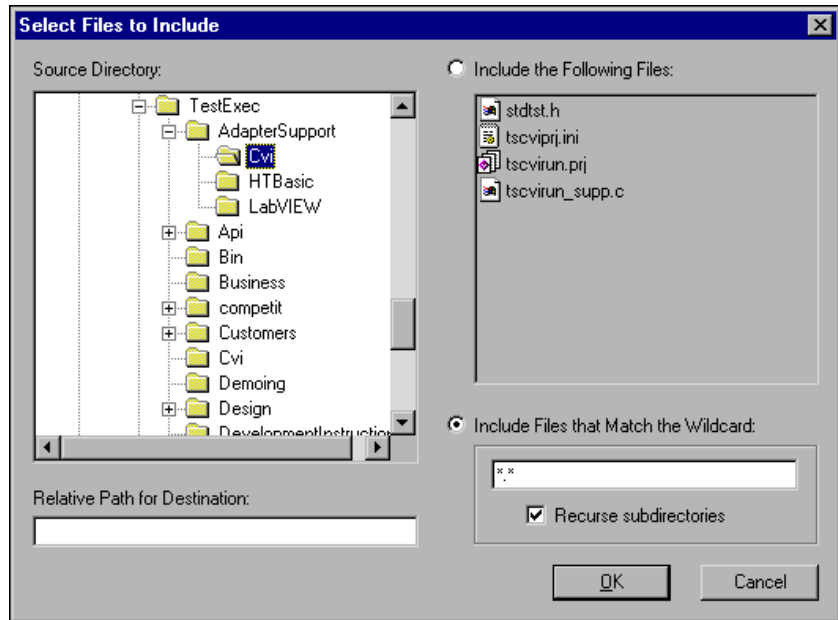 Select Files to Include
Source Directory:
TestExec
AdapterSupport
Cvi
HTBasic
LabVIEW
Api
Bin
Business
competit
Customers
Cvi
Demoing
Design
DevelopmentInstruction
Relative Path for Destination:
Include the Following Files:
stdtst.h
tscviprj.ini
tscvirun.prj
tscvirun_supp.c
Include Files that Match the Wildcard:
*.*
Recurse subdirectories
OK
Cancel